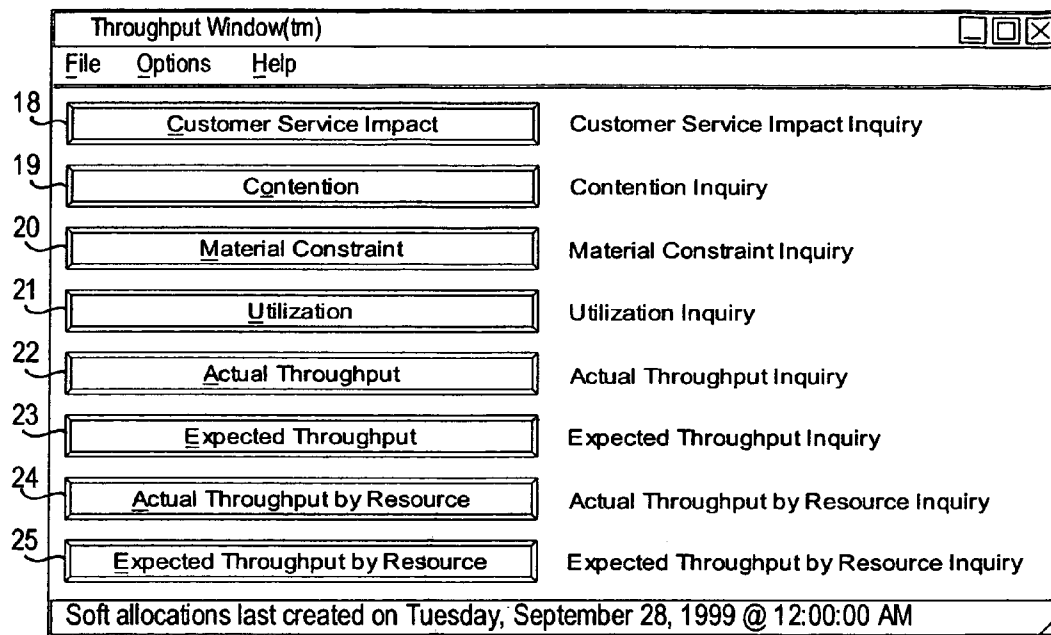 Throughput Window(tm)
File Options Help
18 Customer Service Impact Customer Service Impact Inquiry
19 Contention Contention Inquiry
20 Material Constraint Material Constraint Inquiry
21 Utilization Utilization Inquiry
22 Actual Throughput Actual Throughput Inquiry
23 Expected Throughput Expected Throughput Inquiry
24 Actual Throughput by Resource Actual Throughput by Resource Inquiry
25 Expected Throughput by Resource Expected Throughput by Resource Inquiry
Soft allocations last created on Tuesday, September 28, 1999 @ 12:00:00 AM